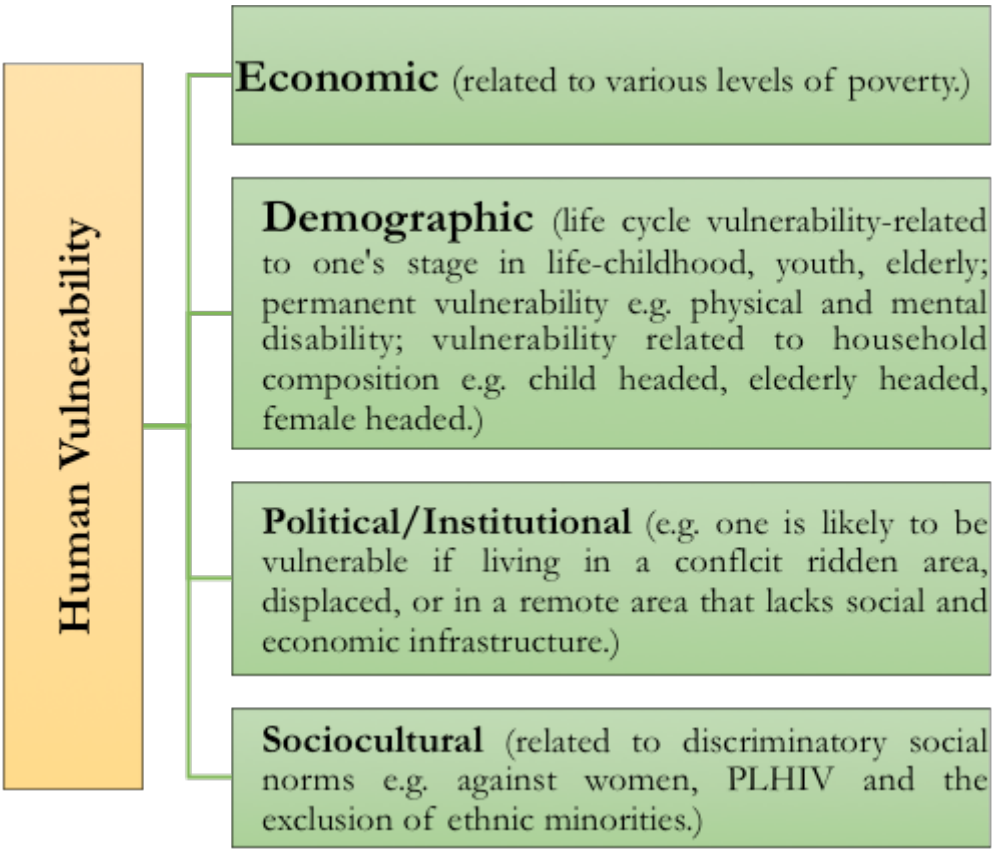 Human Vulnerability
Economic (related to various levels of poverty.)
Demographic (life cycle vulnerability-related
to one's stage in life-childhood, youth, elderly;
permanent vulnerability e.g. physical and mental
disability; vulnerability related to household
composition e.g. child headed, elederly headed,
female headed.)
Political/Institutional (e.g. one is likely to be
vulnerable if living in a conflcit ridden area,
displaced, or in a remote area that lacks social and
economic infrastructure.)
Sociocultural (related to discriminatory social
norms e.g. against women, PLHIV and the
exclusion of ethnic minorities.)